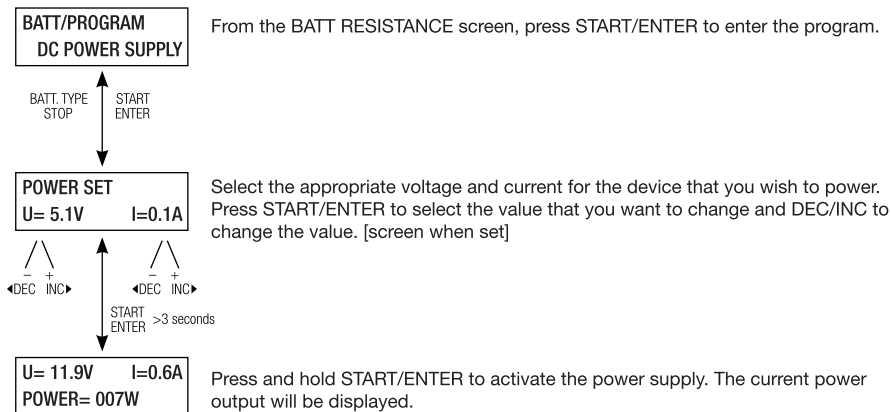 BATT/PROGRAM
DC POWER SUPPLY
From the BATT RESISTANCE screen, press START/ENTER to enter the program.
BATT. TYPE
STOP
START
ENTER
POWER SET
U= 5.1V I=0.1A
Select the appropriate voltage and current for the device that you wish to power.
Press START/ENTER to select the value that you want to change and DEC/INC to
change the value. [screen when set]
– +
◀DEC INC▶
– +
◀DEC INC▶
START
ENTER >3 seconds
U= 11.9V I=0.6A
POWER= 007W
Press and hold START/ENTER to activate the power supply. The current power
output will be displayed.